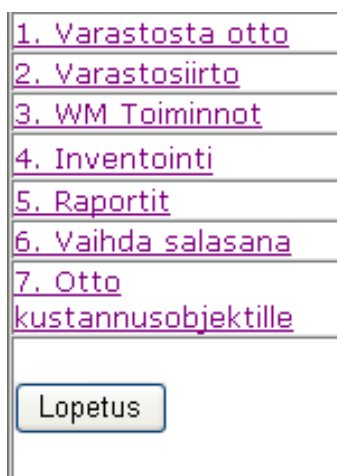 1. Varastosta otto
2. Varastosiirto
3. WM Toiminnot
4. Inventointi
5. Raportit
6. Vaihda salasana
7. Otto
kustannusobjektille
Lopetus